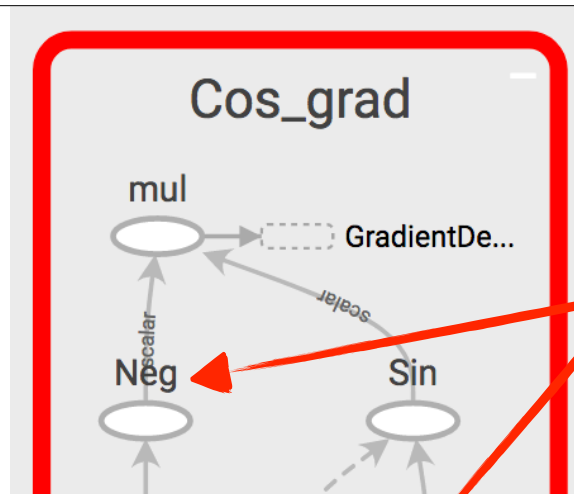 Cos_grad
mul
GradientDe...
scalar
scalar
Neg
Sin